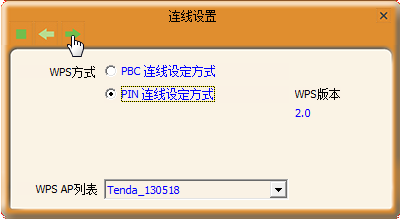 连线设置
WPS方式
PBC 连线设定方式
PIN 连线设定方式
WPS版本
2.0
WPS AP列表
Tenda_130518